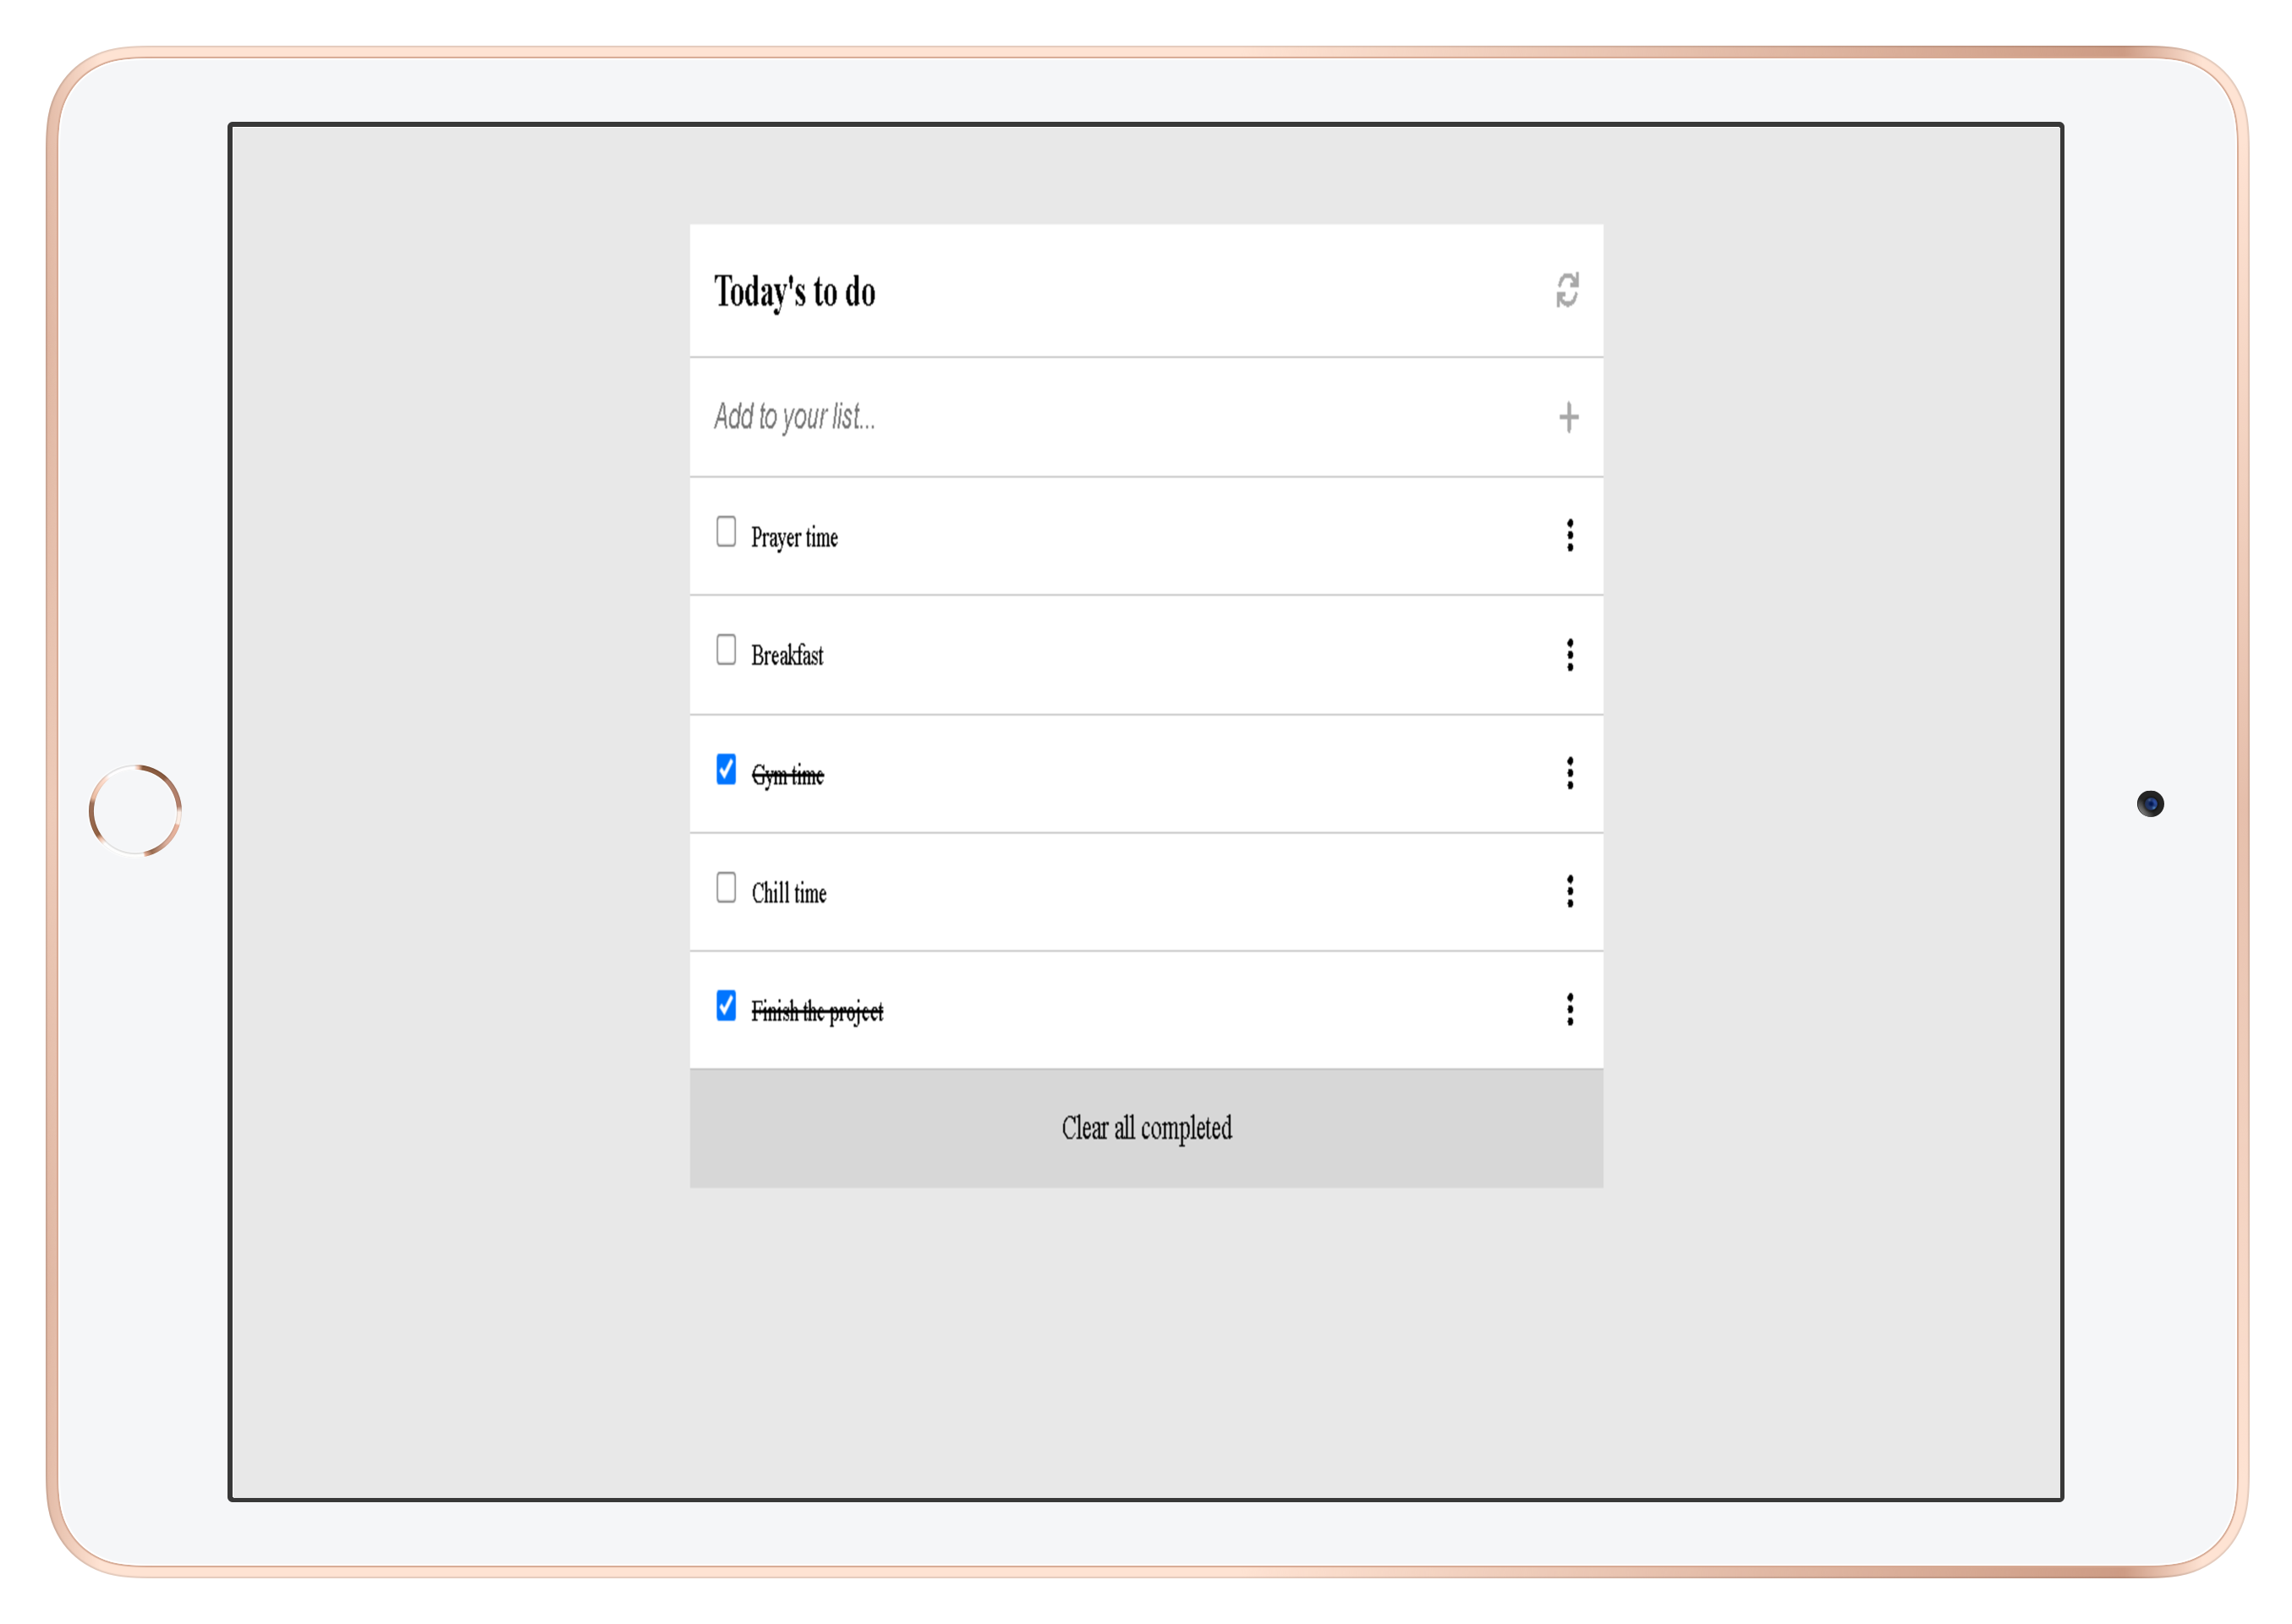 Today's to do
Add to your list...
Prayer time
Breakfast
Gym time
Chill time
Finish the project
Clear all completed